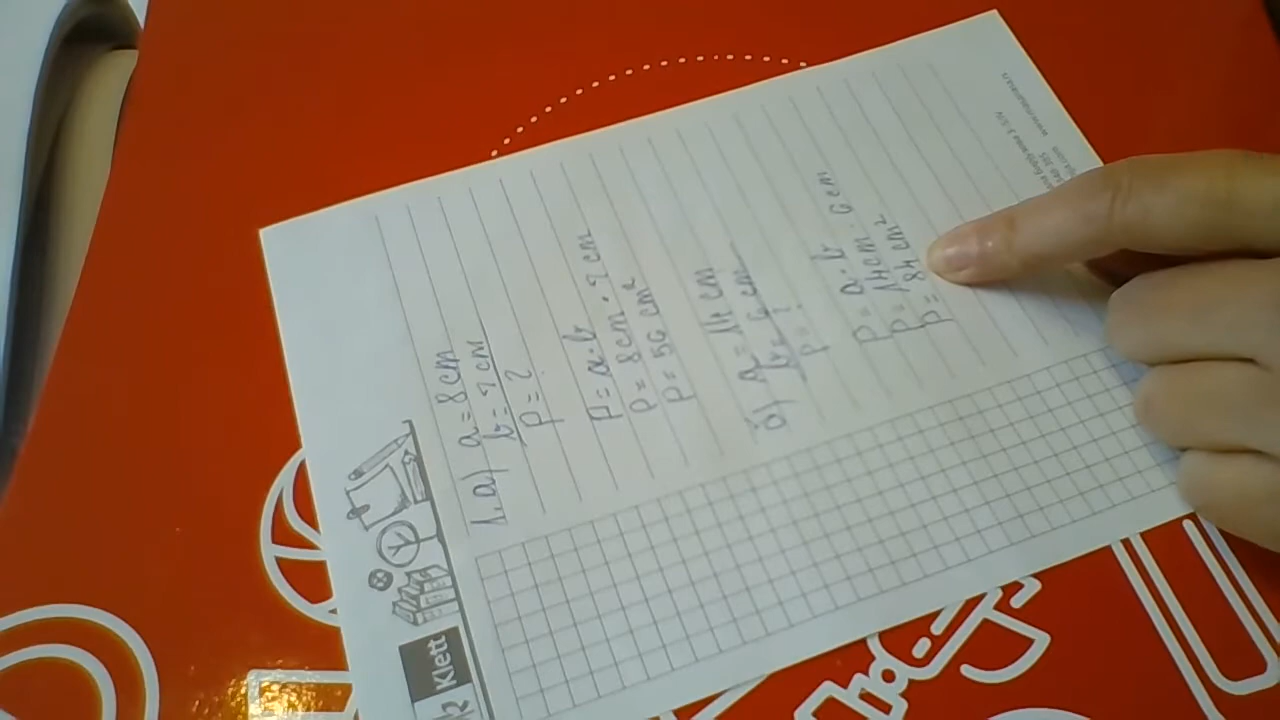 Klett
1. a) a = 8 cm
b = 7 cm
P = ?
P = a · b
P = 8 cm · 7 cm
P = 56 cm²
б) a = 14 cm
b = 6 cm
P = ?
P = a · b
P = 14 cm · 6 cm
P = 84 cm²